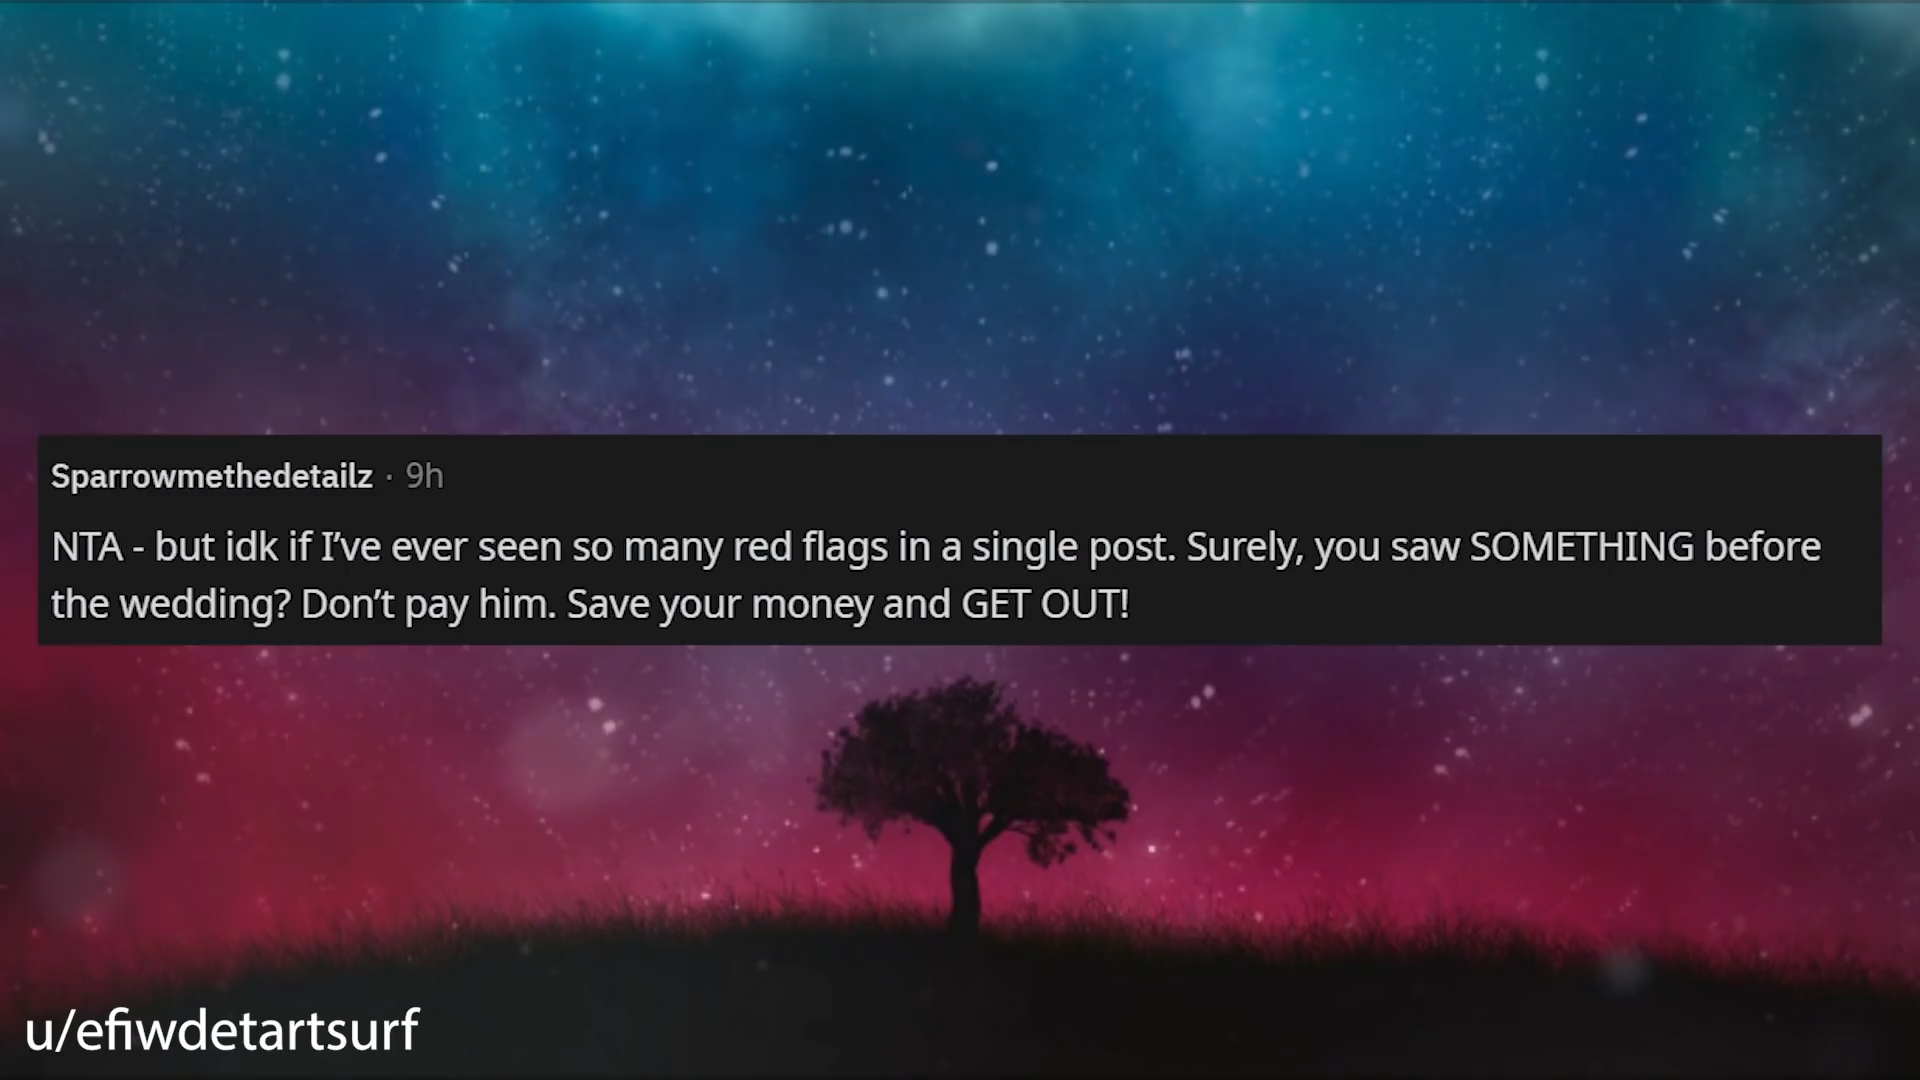 Sparrowmethedetailz · 9h
NTA - but idk if I’ve ever seen so many red flags in a single post. Surely, you saw SOMETHING before
the wedding? Don’t pay him. Save your money and GET OUT!
u/efiwdetartsurf